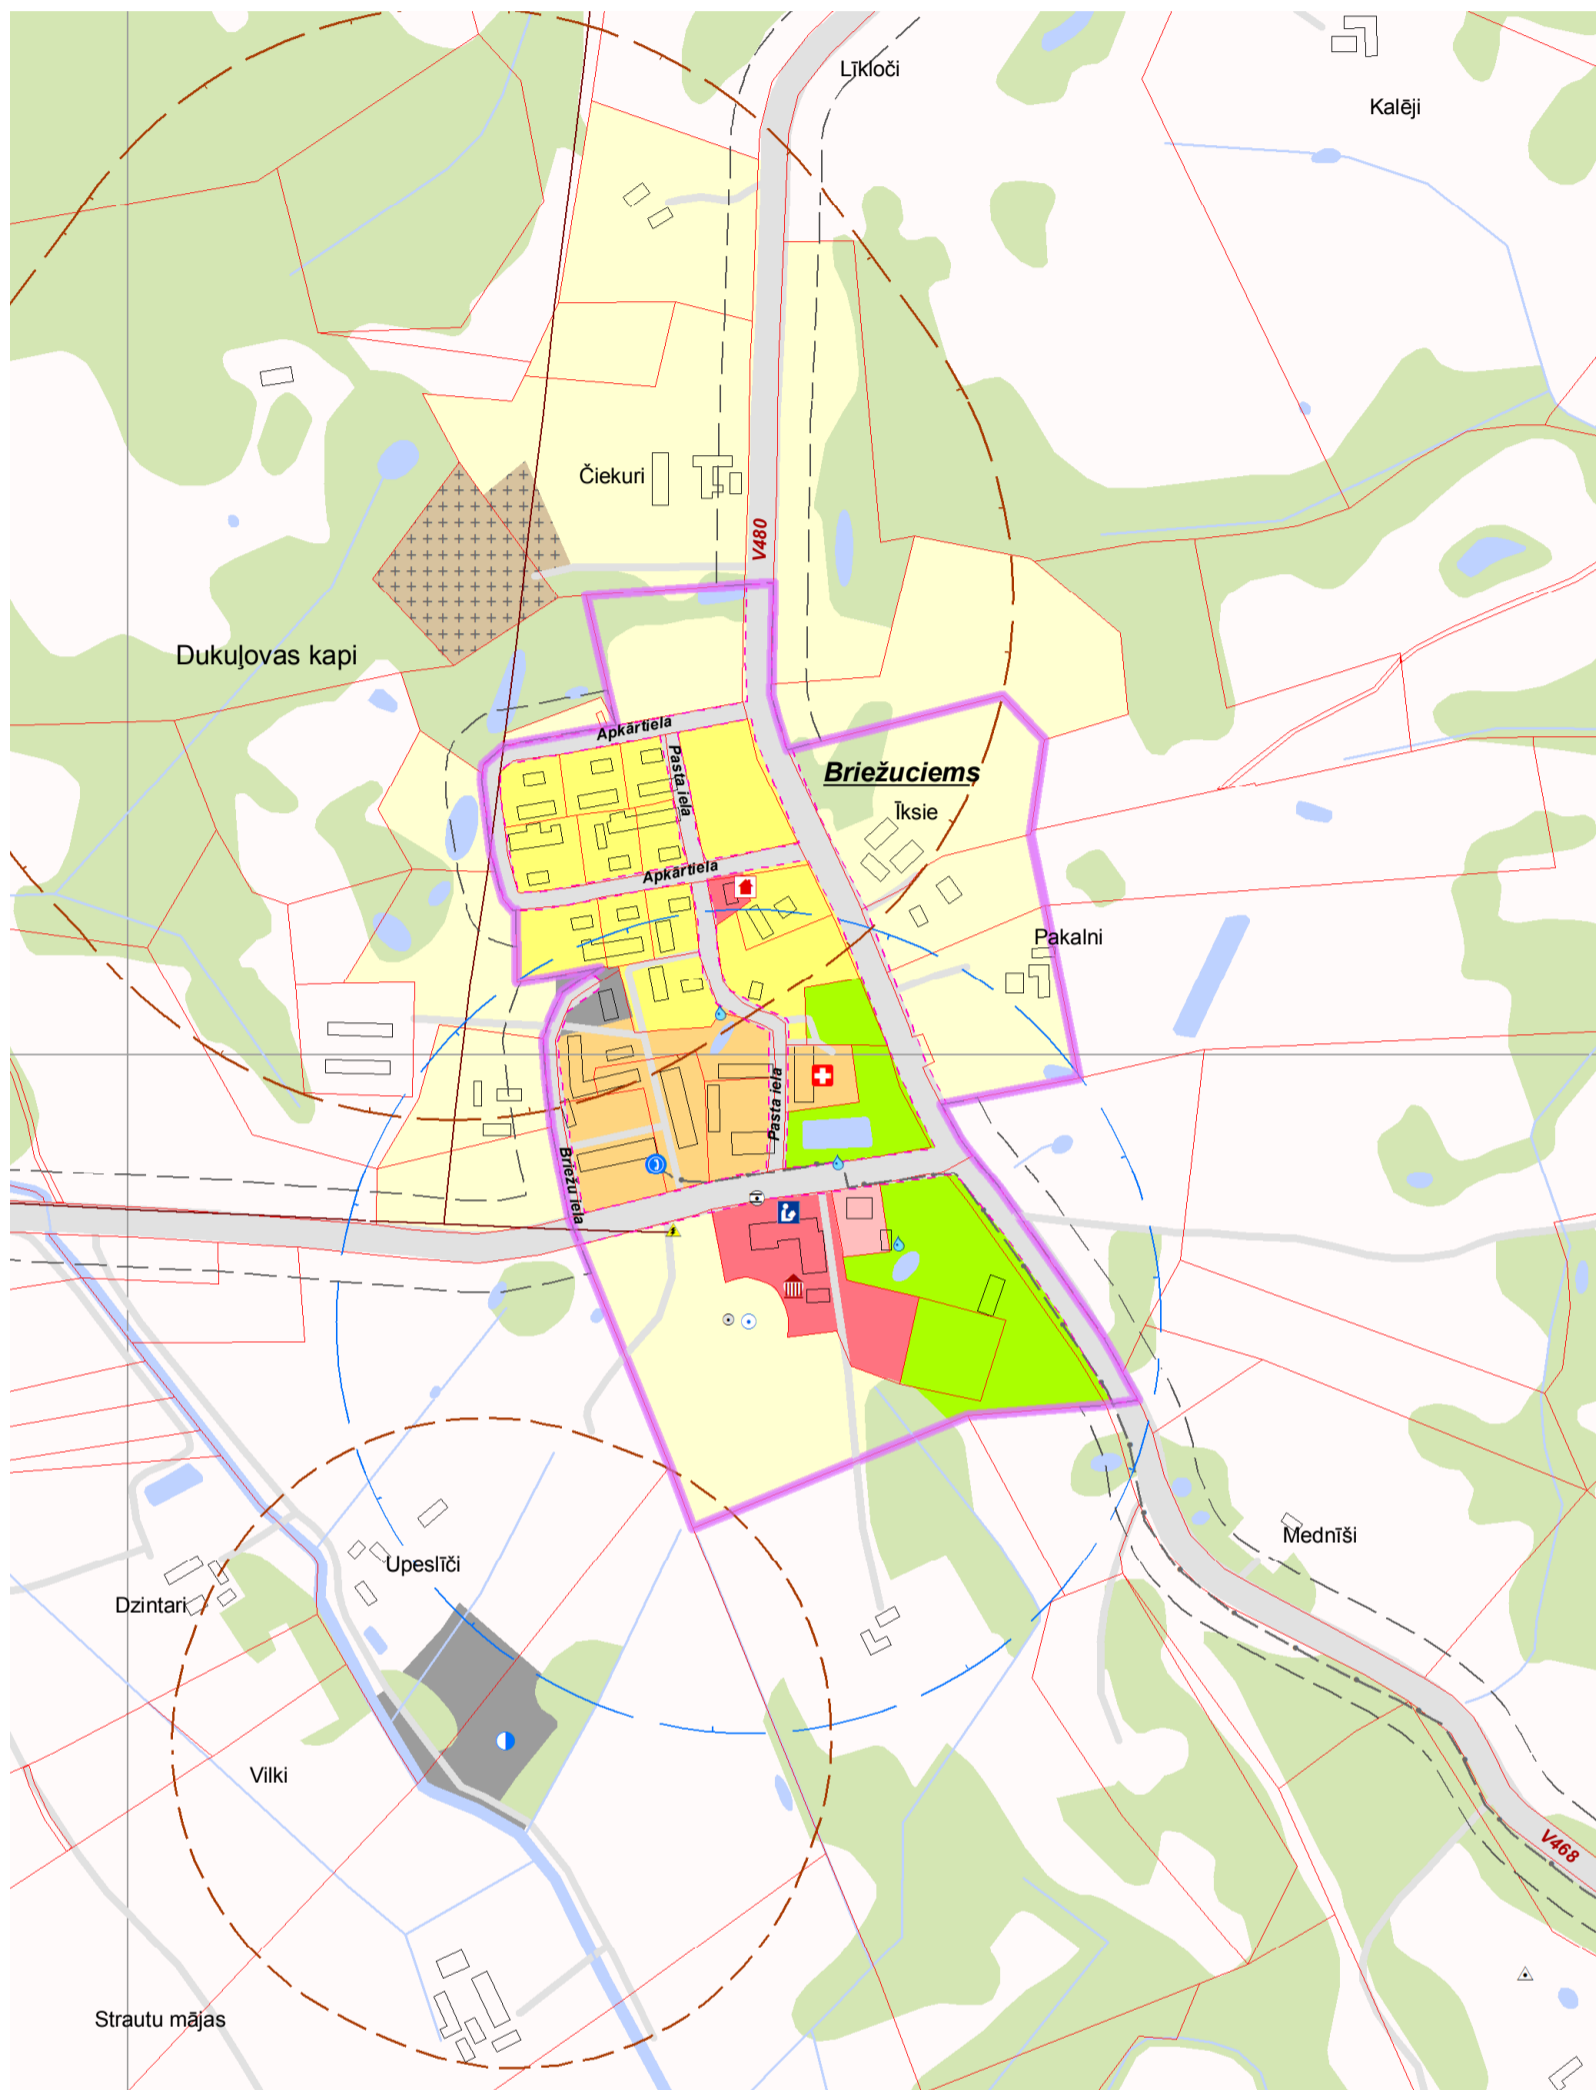 Līkloči
Kalēji
Čiekuri
V480
Dukuļovas kapi
Apkārtiela
Pasta iela
Briežuciems
Īksie
Apkārtiela
Pakalni
Pasta iela
Briežu iela
Mednīši
Upeslīči
Dzintari
Vilki
V468
Strautu mājas